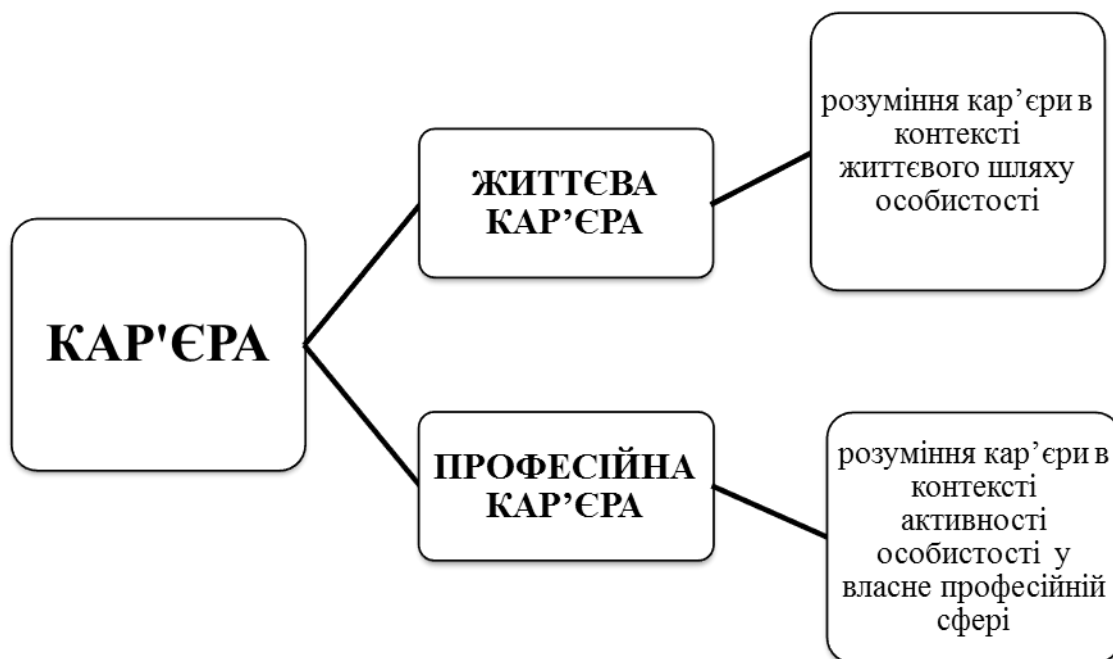 КАР'ЄРА
ЖИТТЄВА
КАР’ЄРА
розуміння кар’єри в
контексті
життєвого шляху
особистості
ПРОФЕСІЙНА
КАР’ЄРА
розуміння кар’єри в
контексті
активності
особистості у
власне професійній
сфері